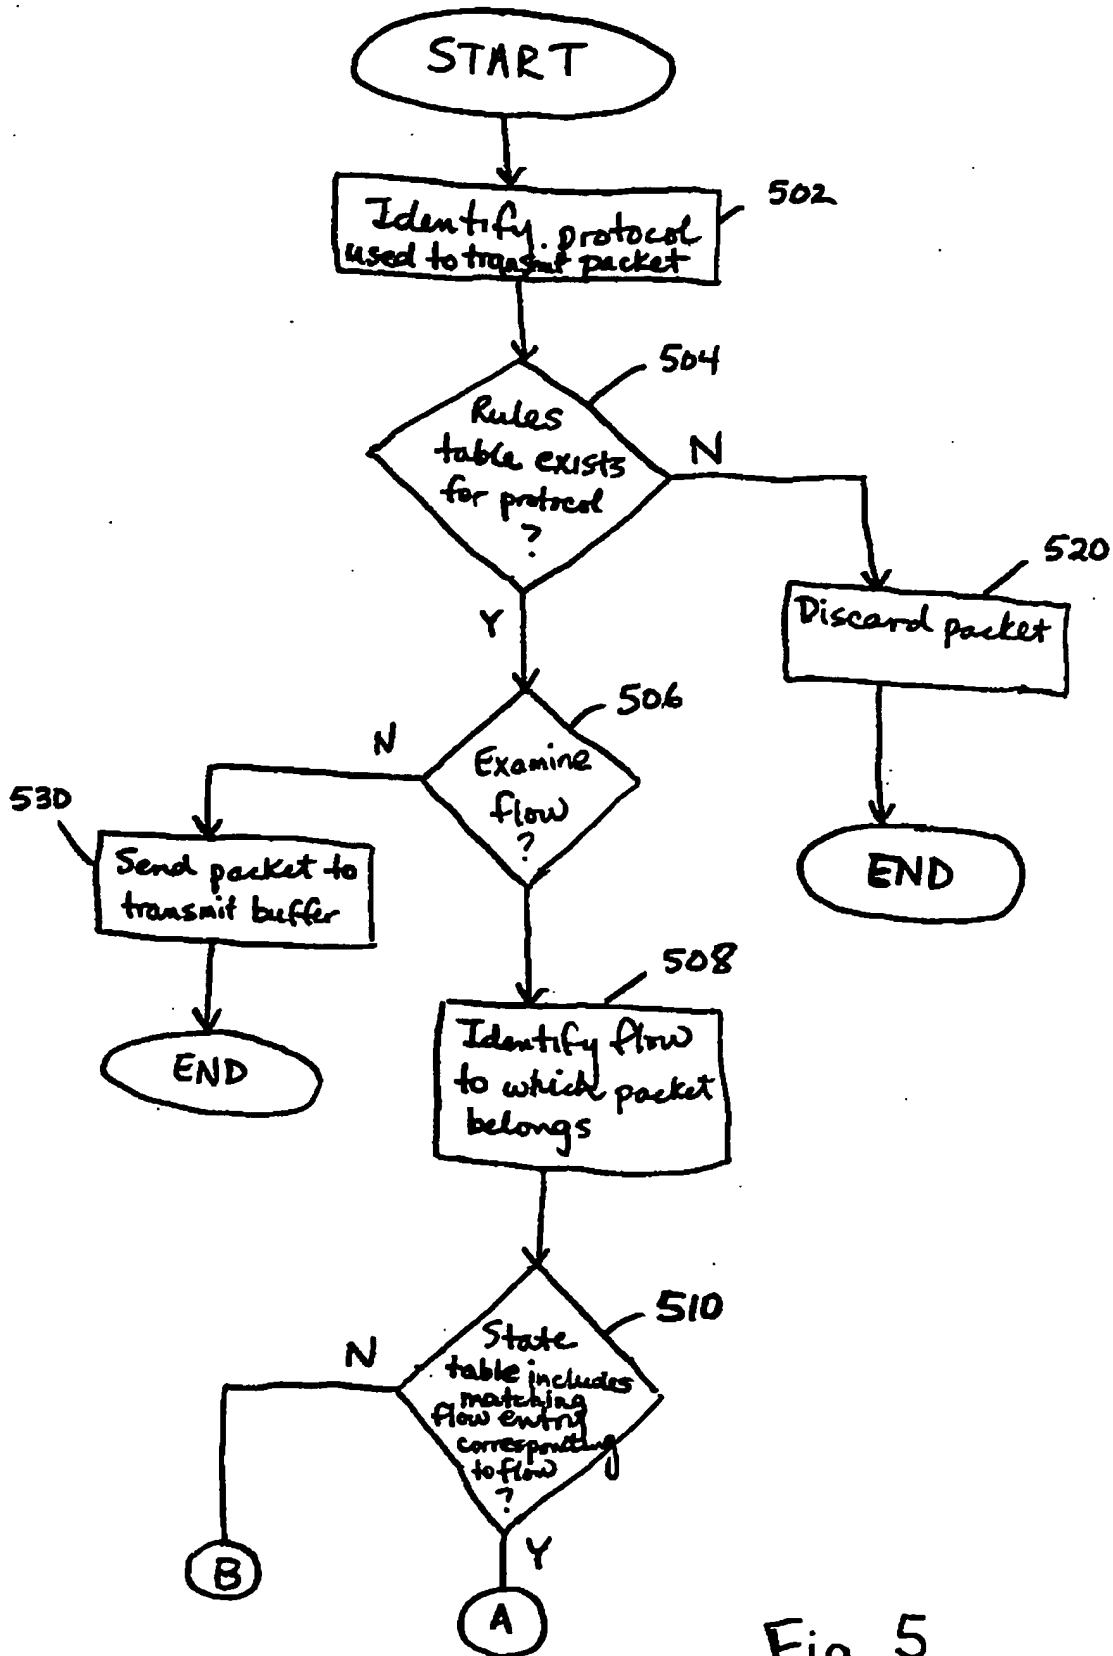 START
502
Identify protocol
used to transmit packet
504
Rules
table exists
for protocol
?
N
Y
520
Discard packet
END
506
Examine
flow
?
N
530
Send packet to
transmit buffer
END
508
Identify flow
to which packet
belongs
510
State
table includes
matching
flow entry
corresponding
to flow
?
N
B
Y
A
Fig. 5